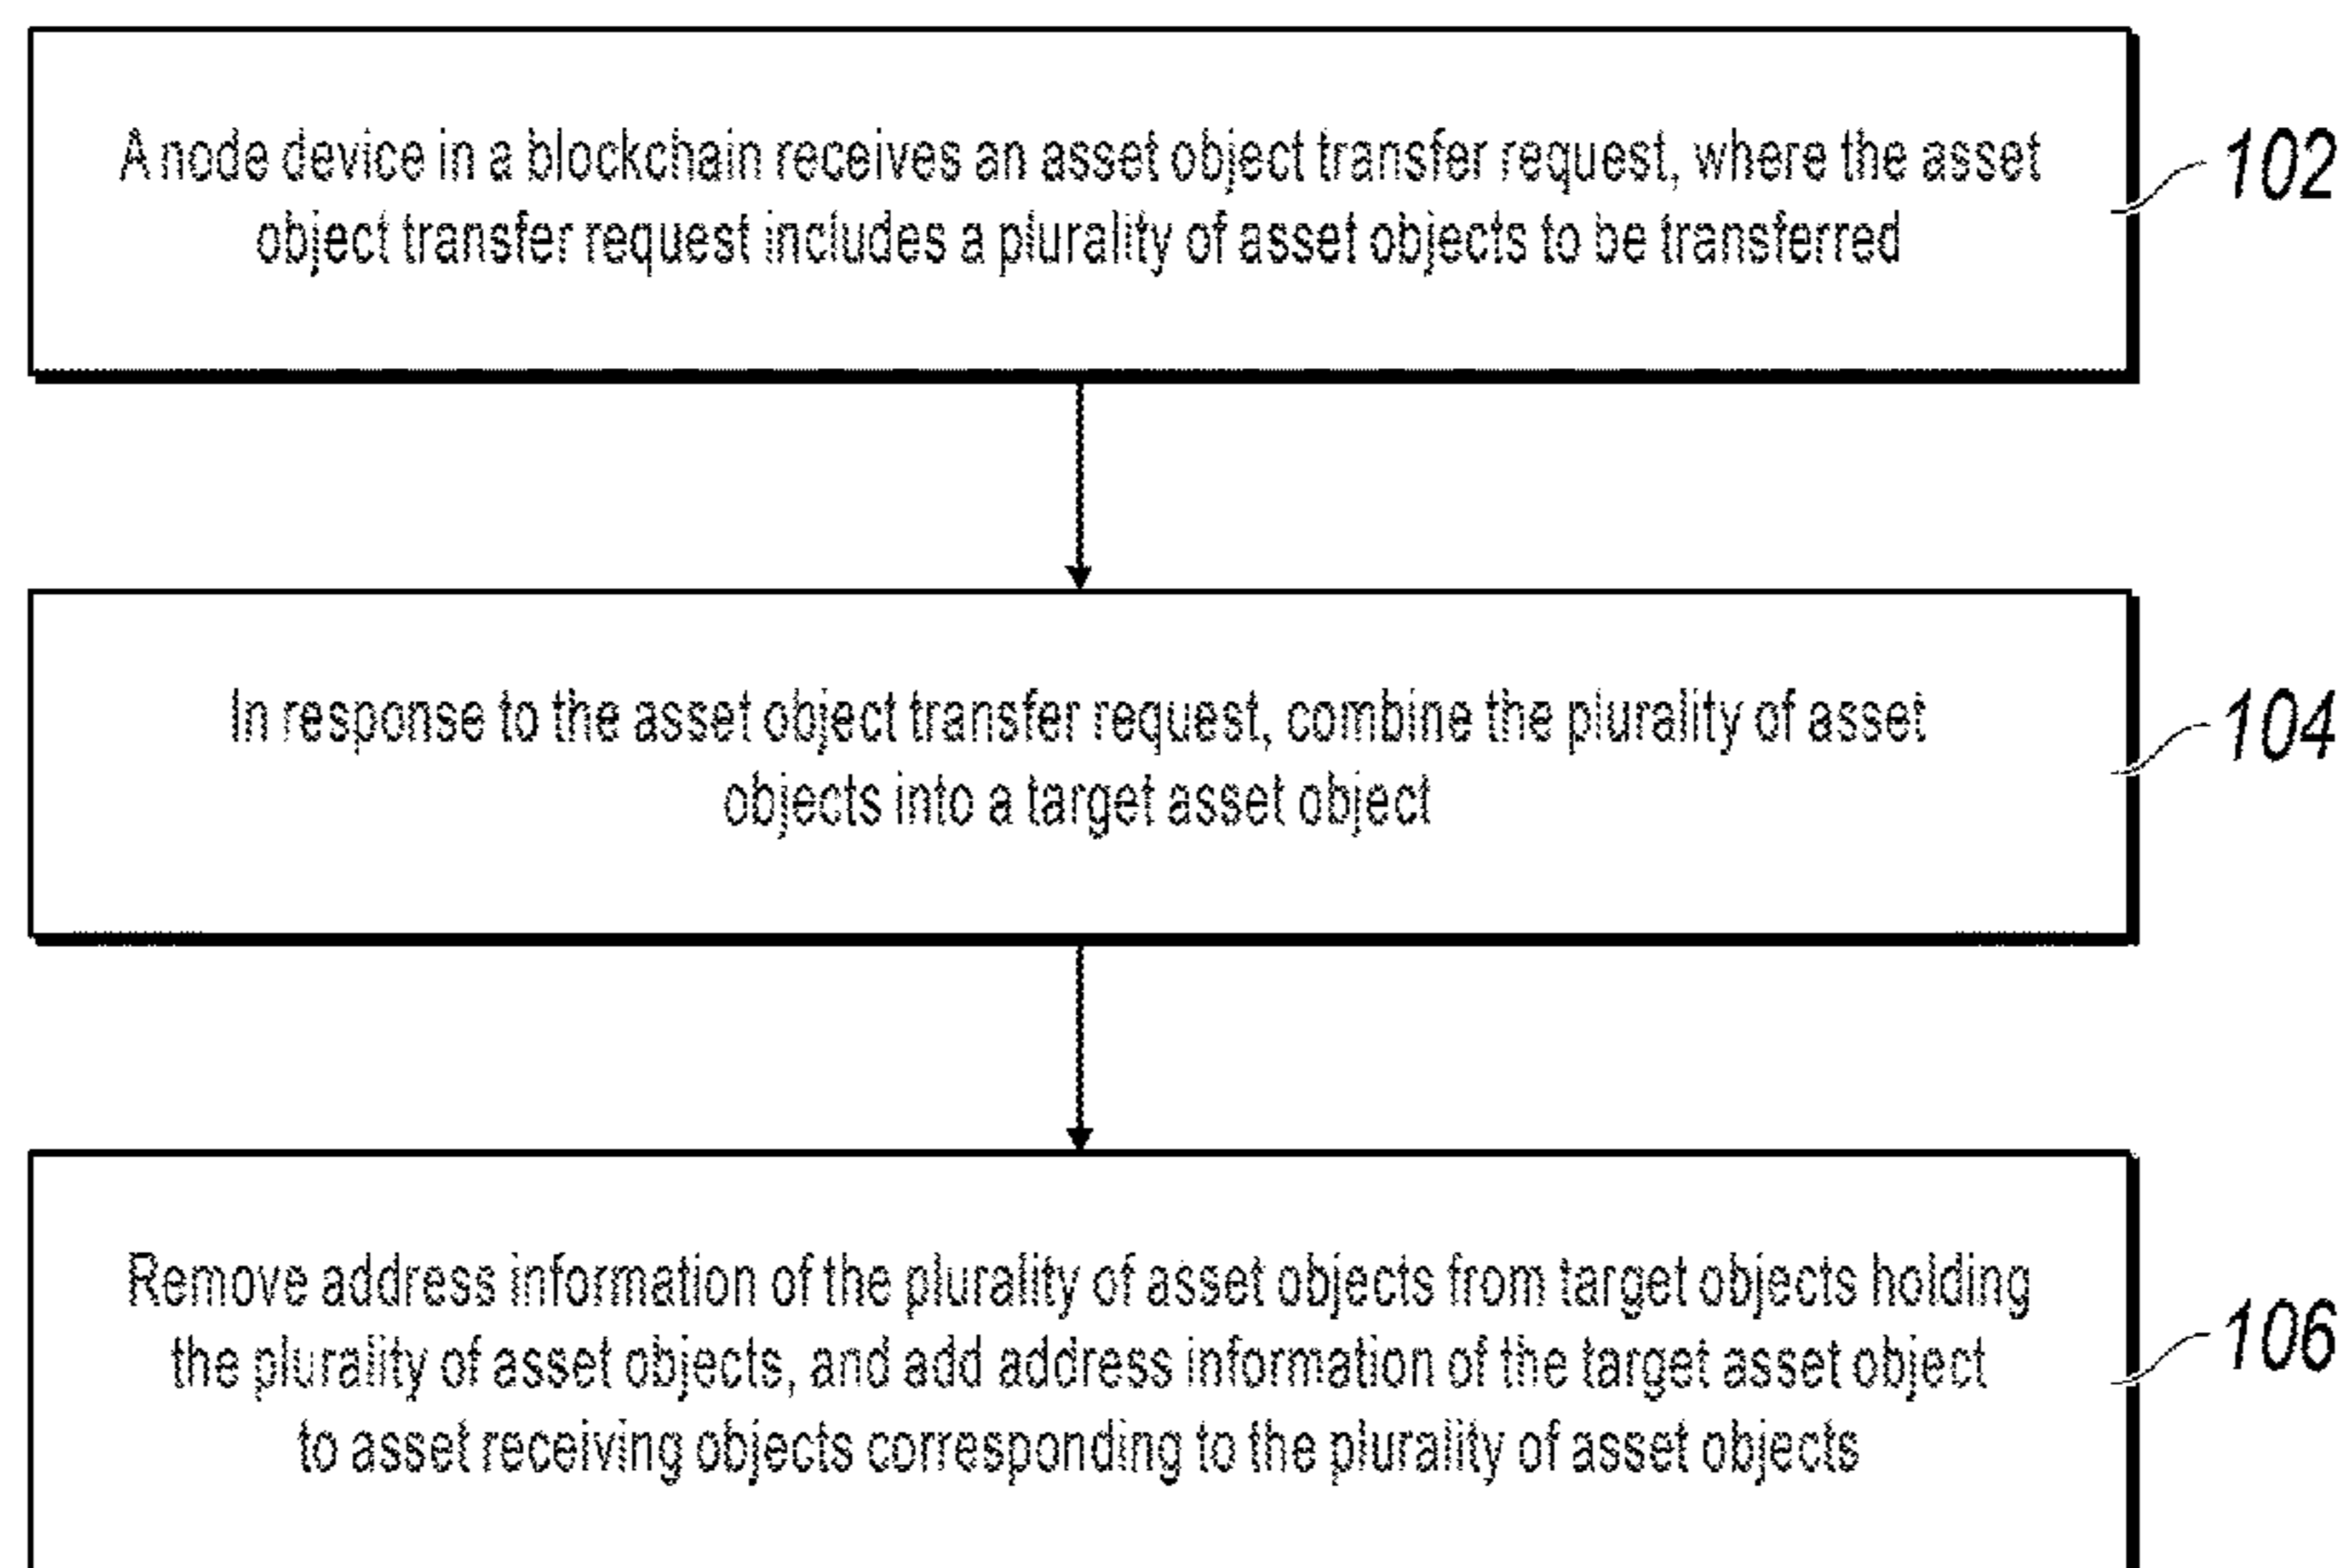 A node device in a blockchain receives an asset object transfer request, where the asset
object transfer request includes a plurality of asset objects to be transferred
102
In response to the asset object transfer request, combine the plurality of asset
objects into a target asset object
104
Remove address information of the plurality of asset objects from target objects holding
the plurality of asset objects, and add address information of the target asset object
to asset receiving objects corresponding to the plurality of asset objects
106